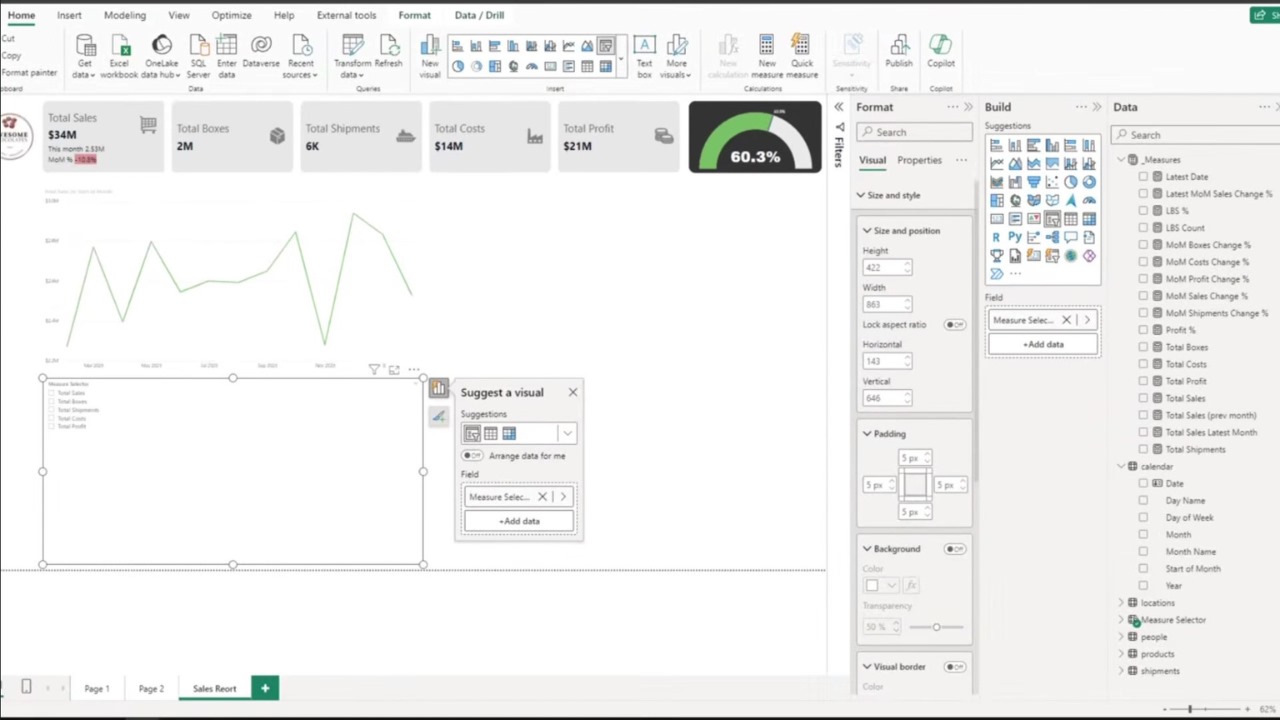 Home Insert Modeling View Optimize Help External tools Format Data / Drill
Cut
Copy
Format painter
Get data
Excel workbook
OneLake data hub
SQL Server
Enter data
Dataverse
Recent sources
Transform data
Refresh
New visual
Text box
More visuals
New calculation
New measure
Quick measure
Sensitivity
Publish
Copilot
Data
Queries
Insert
Calculations
Sensitivity
Share
Copilot
Total Sales
$34M
This month 2.53M
MoM % -10.8%
Total Boxes
2M
Total Shipments
6K
Total Costs
$14M
Total Profit
$21M
60.3%
Measure Selector
Total Sales
Total Boxes
Total Shipments
Total Costs
Total Profit
Suggest a visual
Suggestions
Off Arrange data for me
Field
Measure Selec...
+Add data
Filters
Format
Search
Visual Properties
Size and style
Size and position
Height
422
Width
863
Lock aspect ratio Off
Horizontal
143
Vertical
646
Padding
5 px
5 px 5 px
5 px
Background Off
Color
fx
Transparency
50 %
Visual border Off
Color
Build
Suggestions
R Py
Field
Measure Selec...
+Add data
Data
Search
_Measures
Latest Date
Latest MoM Sales Change %
LBS %
LBS Count
MoM Boxes Change %
MoM Costs Change %
MoM Profit Change %
MoM Sales Change %
MoM Shipments Change %
Profit %
Total Boxes
Total Costs
Total Profit
Total Sales
Total Sales (prev month)
Total Sales Latest Month
Total Shipments
calendar
Date
Day Name
Day of Week
Month
Month Name
Start of Month
Year
locations
Measure Selector
people
products
shipments
Page 1 Page 2 Sales Reort +
62%